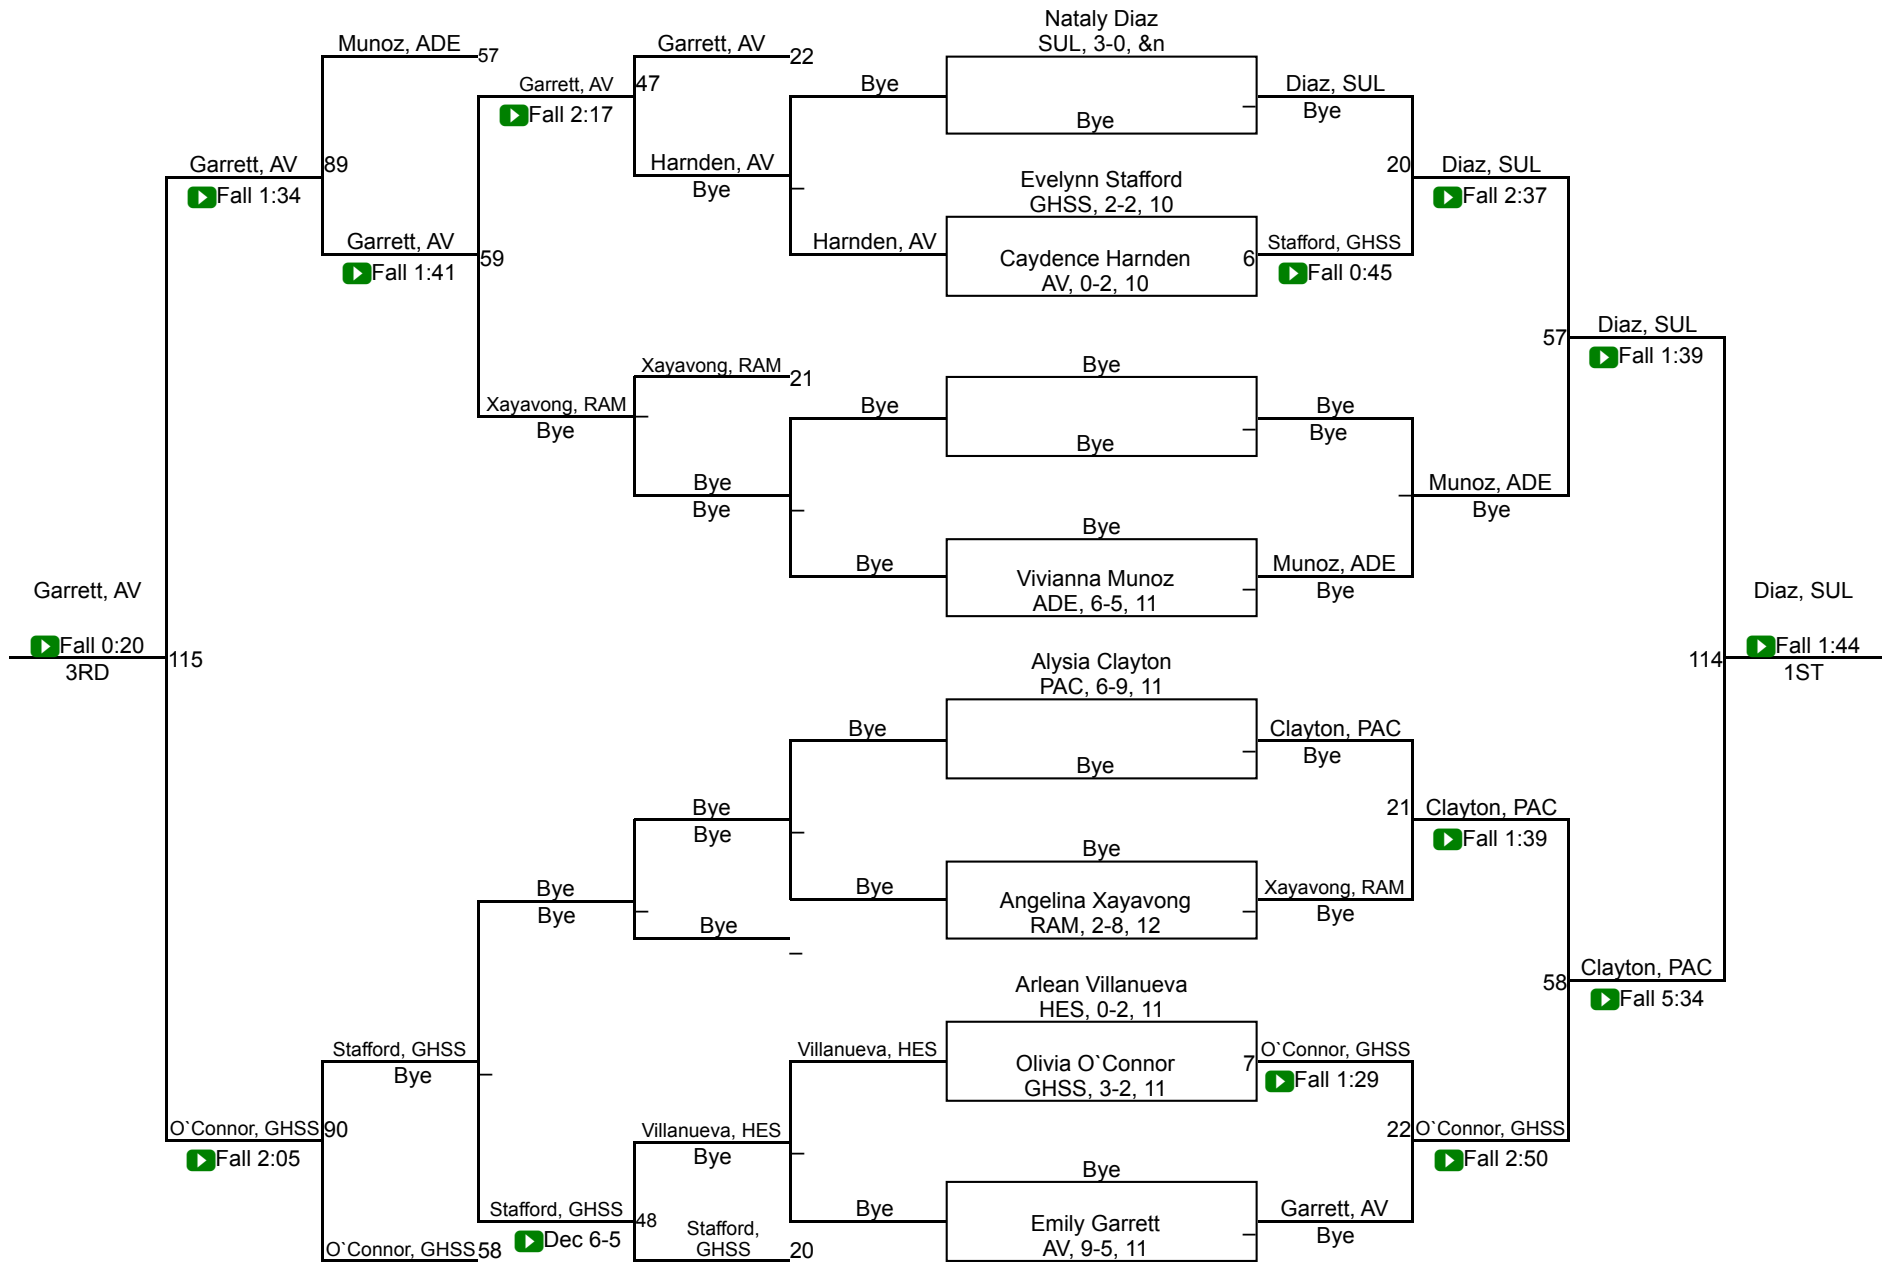 Nataly Diaz
SUL, 3-0, &n
Munoz, ADE
57
Garrett, AV
22
Garrett, AV
47
Fall 2:17
Bye
Bye
Diaz, SUL
Bye
Garrett, AV
89
Fall 1:34
Harnden, AV
Bye
Evelynn Stafford
GHSS, 2-2, 10
20
Diaz, SUL
Fall 2:37
Garrett, AV
59
Fall 1:41
Harnden, AV
Caydence Harnden
AV, 0-2, 10
6
Stafford, GHSS
Fall 0:45
57
Diaz, SUL
Fall 1:39
Xayavong, RAM
21
Bye
Xayavong, RAM
Bye
Bye
Bye
Bye
Bye
Bye
Bye
Munoz, ADE
Bye
Bye
Bye
Bye
Vivianna Munoz
ADE, 6-5, 11
Munoz, ADE
Bye
Garrett, AV
Fall 0:20
3RD
115
Diaz, SUL
114
Fall 1:44
1ST
Alysia Clayton
PAC, 6-9, 11
Bye
Bye
Clayton, PAC
Bye
Bye
Bye
21
Clayton, PAC
Fall 1:39
Bye
Bye
Bye
Bye
Bye
Angelina Xayavong
RAM, 2-8, 12
Xayavong, RAM
Bye
Bye
58
Clayton, PAC
Fall 5:34
Arlean Villanueva
HES, 0-2, 11
Stafford, GHSS
Bye
Villanueva, HES
Olivia O`Connor
GHSS, 3-2, 11
7
O`Connor, GHSS
Fall 1:29
O`Connor, GHSS
90
Fall 2:05
Villanueva, HES
Bye
22
O`Connor, GHSS
Fall 2:50
Bye
Stafford, GHSS
48
Dec 6-5
Bye
Emily Garrett
AV, 9-5, 11
Garrett, AV
Bye
O`Connor, GHSS
58
Stafford,
GHSS
20